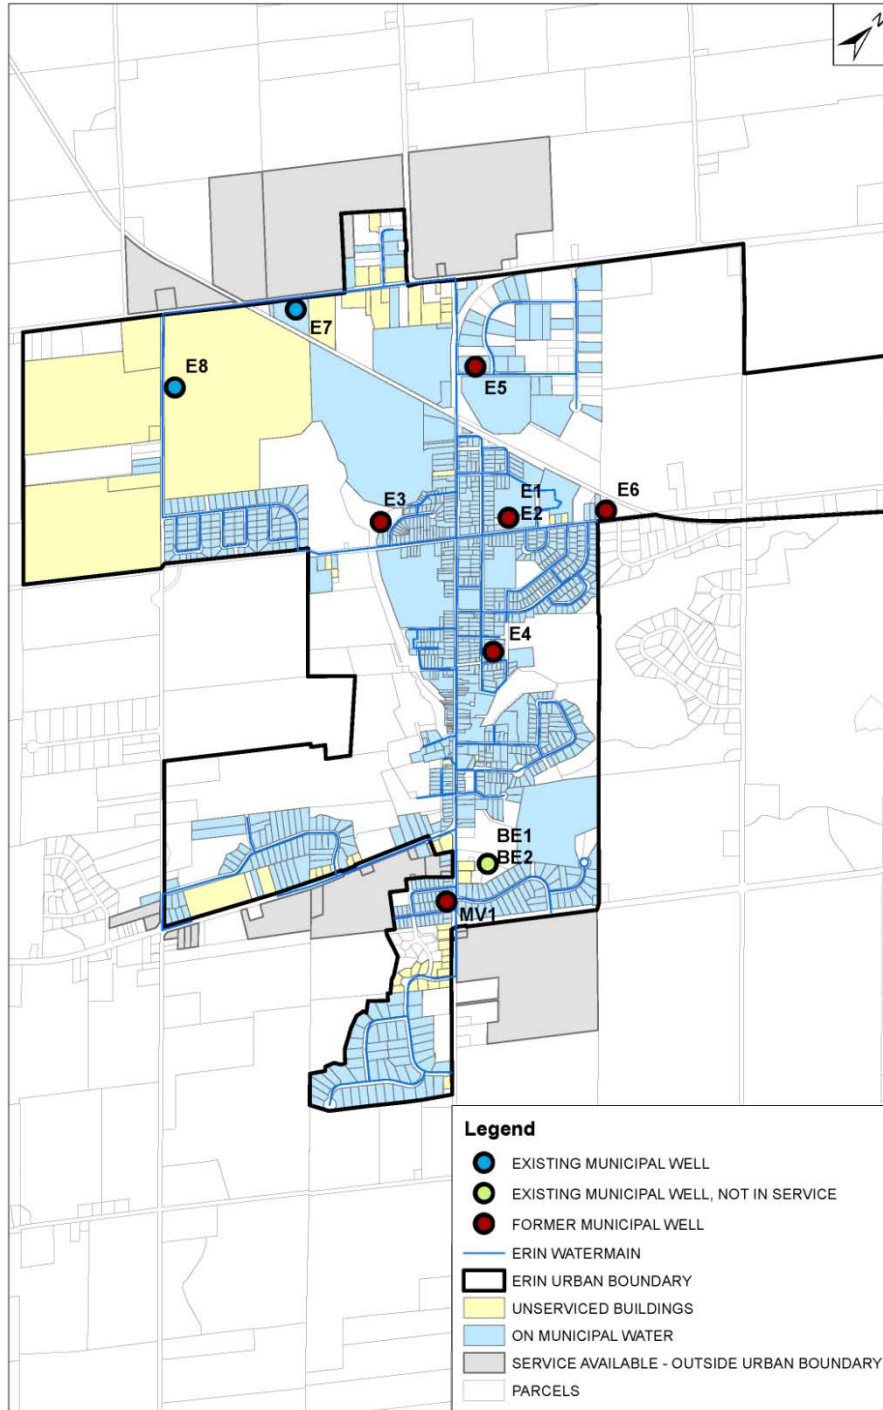 N
E7
E8
E5
E3
E1
E2
E6
E4
BE1
BE2
MV1
Legend
EXISTING MUNICIPAL WELL
EXISTING MUNICIPAL WELL, NOT IN SERVICE
FORMER MUNICIPAL WELL
ERIN WATERMAIN
ERIN URBAN BOUNDARY
UNSERVICED BUILDINGS
ON MUNICIPAL WATER
SERVICE AVAILABLE - OUTSIDE URBAN BOUNDARY
PARCELS